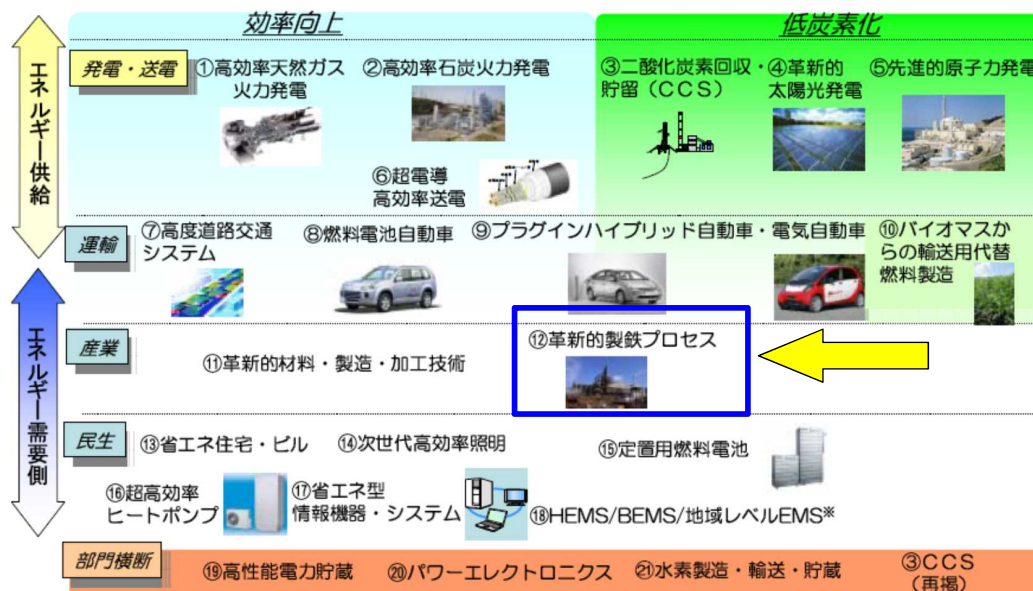 効率向上
低炭素化
エネルギー供給
発電・送電
①高効率天然ガス
火力発電
②高効率石炭火力発電
③二酸化炭素回収・
貯留（CCS）
④革新的
太陽光発電
⑤先進的原子力発電
⑥超電導
高効率送電
運輸
⑦高度道路交通
システム
⑧燃料電池自動車
⑨プラグインハイブリッド自動車・電気自動車
⑩バイオマスか
らの輸送用代替
燃料製造
エネルギー需要側
産業
⑪革新的材料・製造・加工技術
⑫革新的製鉄プロセス
民生
⑬省エネ住宅・ビル
⑭次世代高効率照明
⑮定置用燃料電池
⑯超高効率
ヒートポンプ
⑰省エネ型
情報機器・システム
⑱HEMS/BEMS/地域レベルEMS※
部門横断
⑲高性能電力貯蔵
⑳パワーエレクトロニクス
㉑水素製造・輸送・貯蔵
③CCS
（再掲）